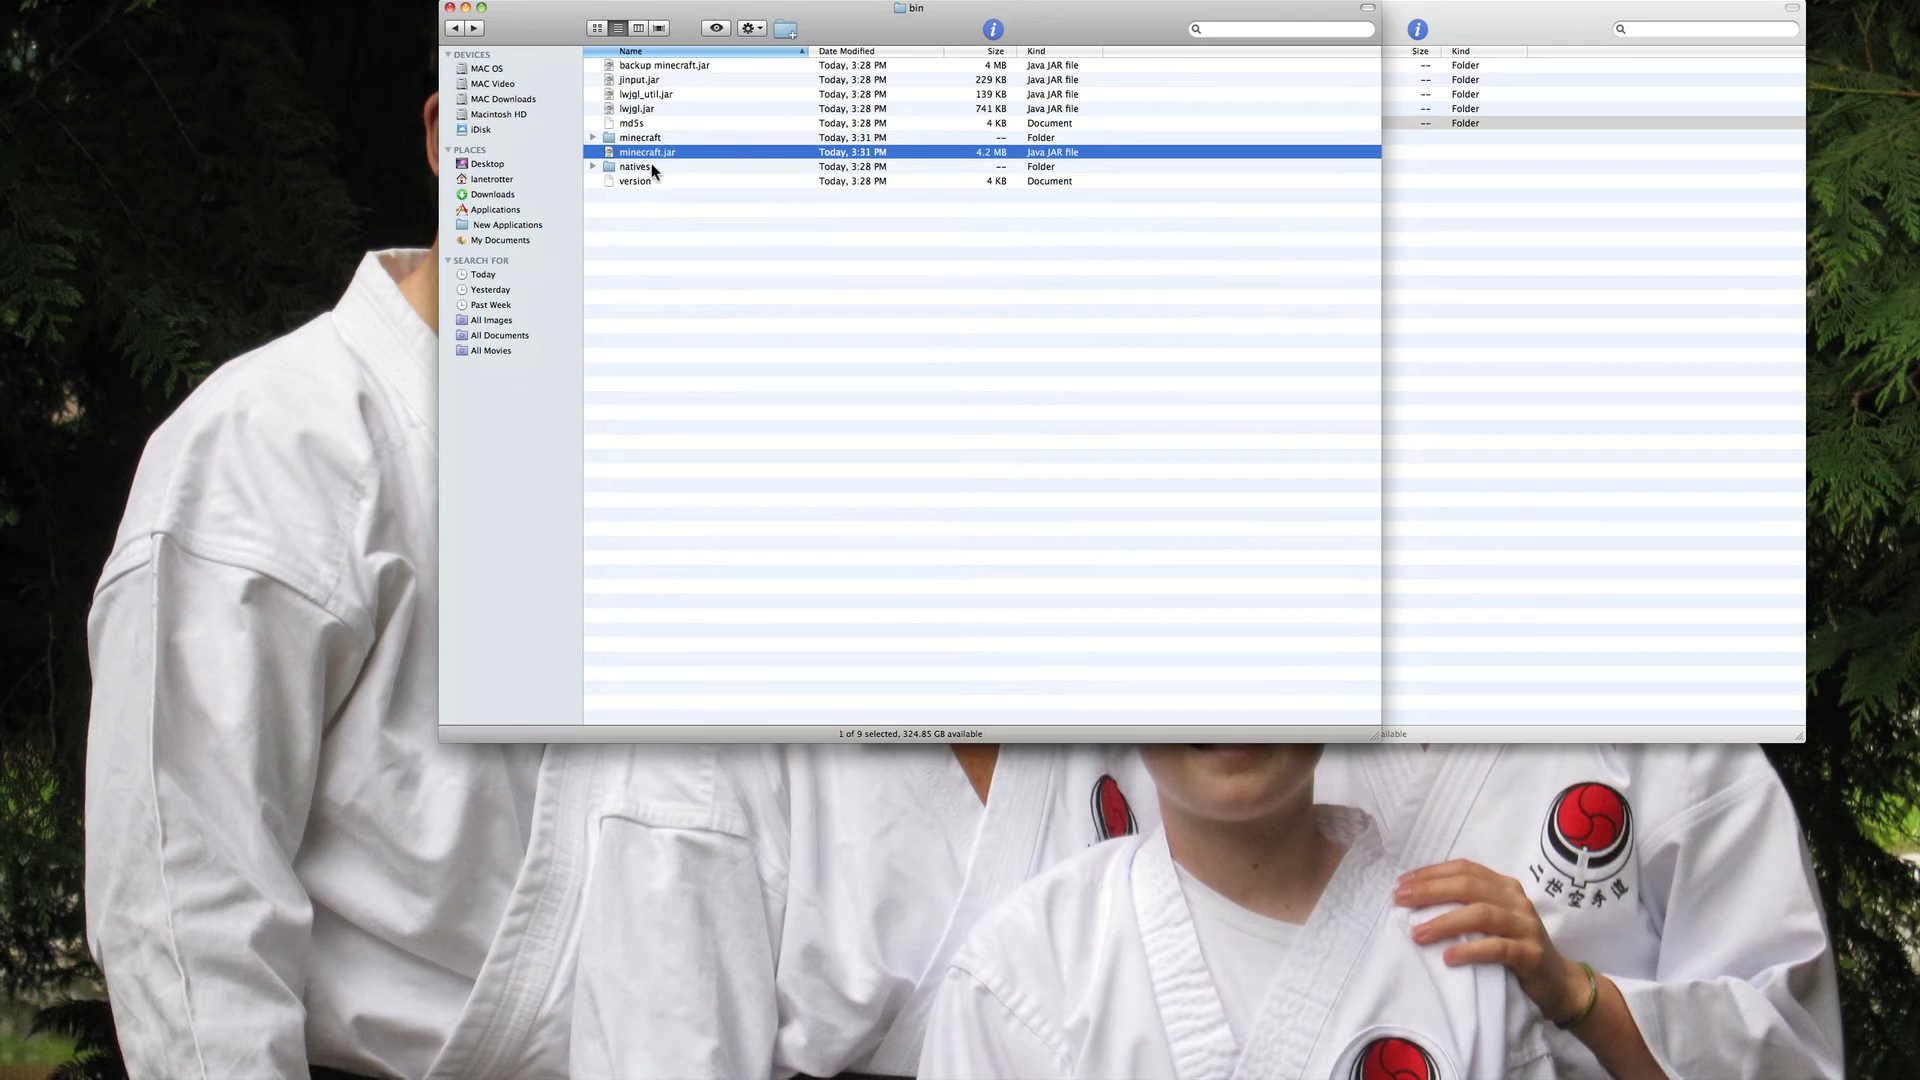 bin
Name Date Modified Size Kind
Size Kind
DEVICES
MAC OS
MAC Video
MAC Downloads
Macintosh HD
iDisk
PLACES
Desktop
lanetrotter
Downloads
Applications
New Applications
My Documents
SEARCH FOR
Today
Yesterday
Past Week
All Images
All Documents
All Movies
backup minecraft.jar Today, 3:28 PM 4 MB Java JAR file
jinput.jar Today, 3:28 PM 229 KB Java JAR file
lwjgl_util.jar Today, 3:28 PM 139 KB Java JAR file
lwjgl.jar Today, 3:28 PM 741 KB Java JAR file
md5s Today, 3:28 PM 4 KB Document
minecraft Today, 3:31 PM -- Folder
minecraft.jar Today, 3:31 PM 4.2 MB Java JAR file
natives Today, 3:28 PM -- Folder
version Today, 3:28 PM 4 KB Document
-- Folder
-- Folder
-- Folder
-- Folder
-- Folder
1 of 9 selected, 324.85 GB available
ailable
世空手道